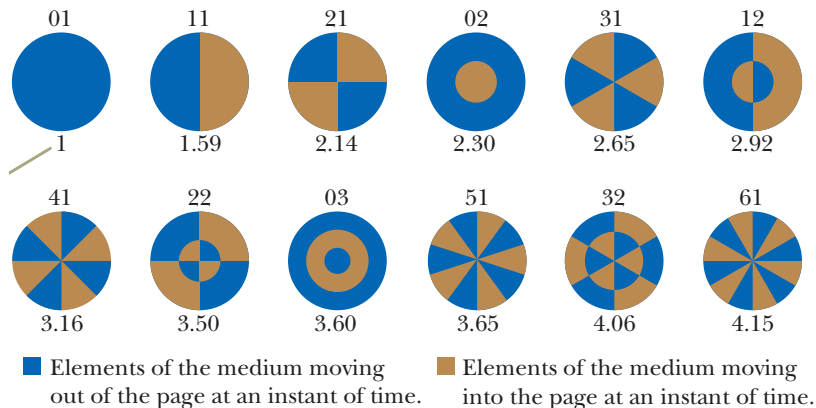 01 11 21 02 31 12
1 1.59 2.14 2.30 2.65 2.92
41 22 03 51 32 61
3.16 3.50 3.60 3.65 4.06 4.15
Elements of the medium moving
out of the page at an instant of time.
Elements of the medium moving
into the page at an instant of time.